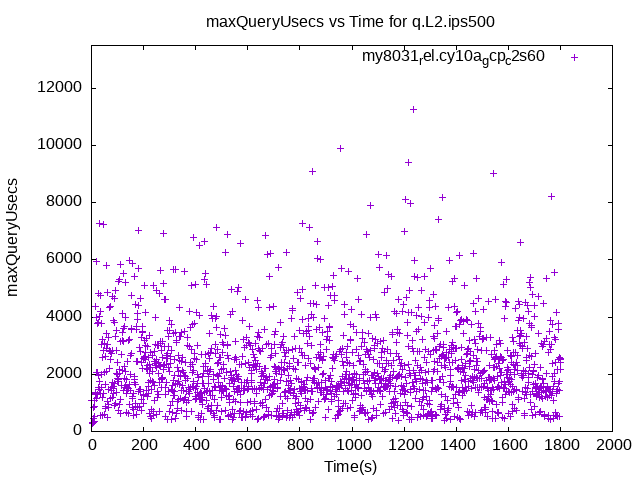 maxQueryUsecs vs Time for q.L2.ips500
my8031rel.cy10agcpc2s60
maxQueryUsecs
12000
10000
8000
6000
4000
2000
0
0 200 400 600 800 1000 1200 1400 1600 1800 2000
Time(s)